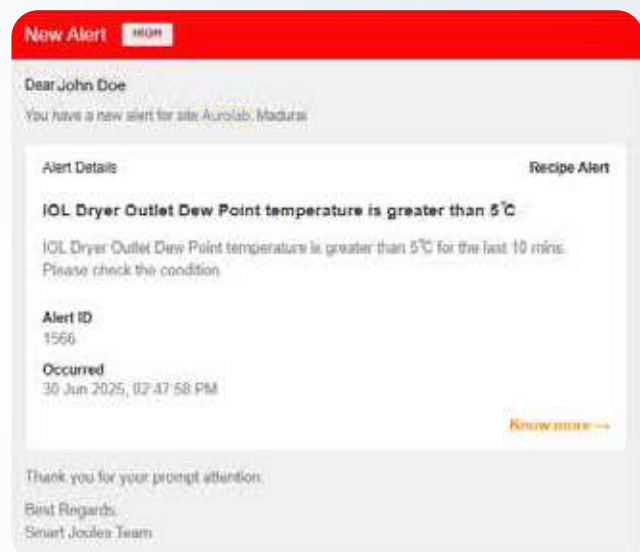 New Alert HIGH
Dear John Doe
You have a new alert for site Aurolab, Madurai
Alert Details Recipe Alert
IOL Dryer Outlet Dew Point temperature is greater than 5°C
IOL Dryer Outlet Dew Point temperature is greater than 5°C for the last 10 mins.
Please check the condition
Alert ID
1566
Occurred
30 Jun 2025, 02:47:58 PM
Know more →
Thank you for your prompt attention.
Best Regards,
Smart Joules Team